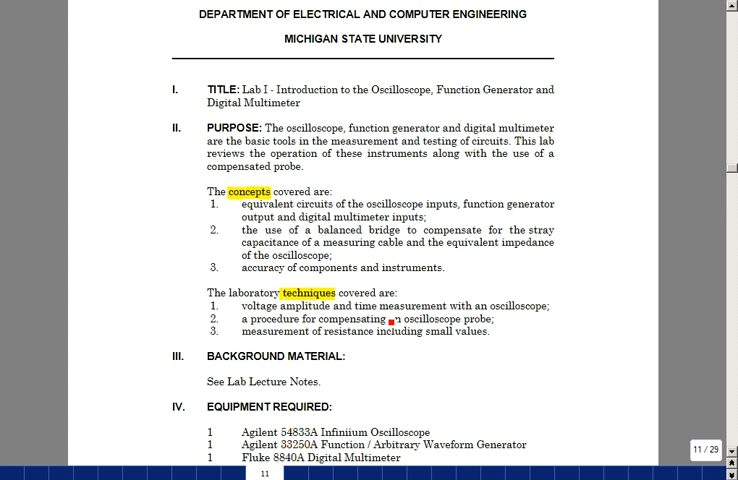 DEPARTMENT OF ELECTRICAL AND COMPUTER ENGINEERING
MICHIGAN STATE UNIVERSITY
I. TITLE: Lab I - Introduction to the Oscilloscope, Function Generator and
Digital Multimeter
II. PURPOSE: The oscilloscope, function generator and digital multimeter
are the basic tools in the measurement and testing of circuits. This lab
reviews the operation of these instruments along with the use of a
compensated probe.
The concepts covered are:
1. equivalent circuits of the oscilloscope inputs, function generator
output and digital multimeter inputs;
2. the use of a balanced bridge to compensate for the stray
capacitance of a measuring cable and the equivalent impedance
of the oscilloscope;
3. accuracy of components and instruments.
The laboratory techniques covered are:
1. voltage amplitude and time measurement with an oscilloscope;
2. a procedure for compensating oscilloscope probe;
3. measurement of resistance including small values.
III. BACKGROUND MATERIAL:
See Lab Lecture Notes.
IV. EQUIPMENT REQUIRED:
1 Agilent 54833A Infiniium Oscilloscope
1 Agilent 33250A Function / Arbitrary Waveform Generator
1 Fluke 8840A Digital Multimeter
11 / 29
11